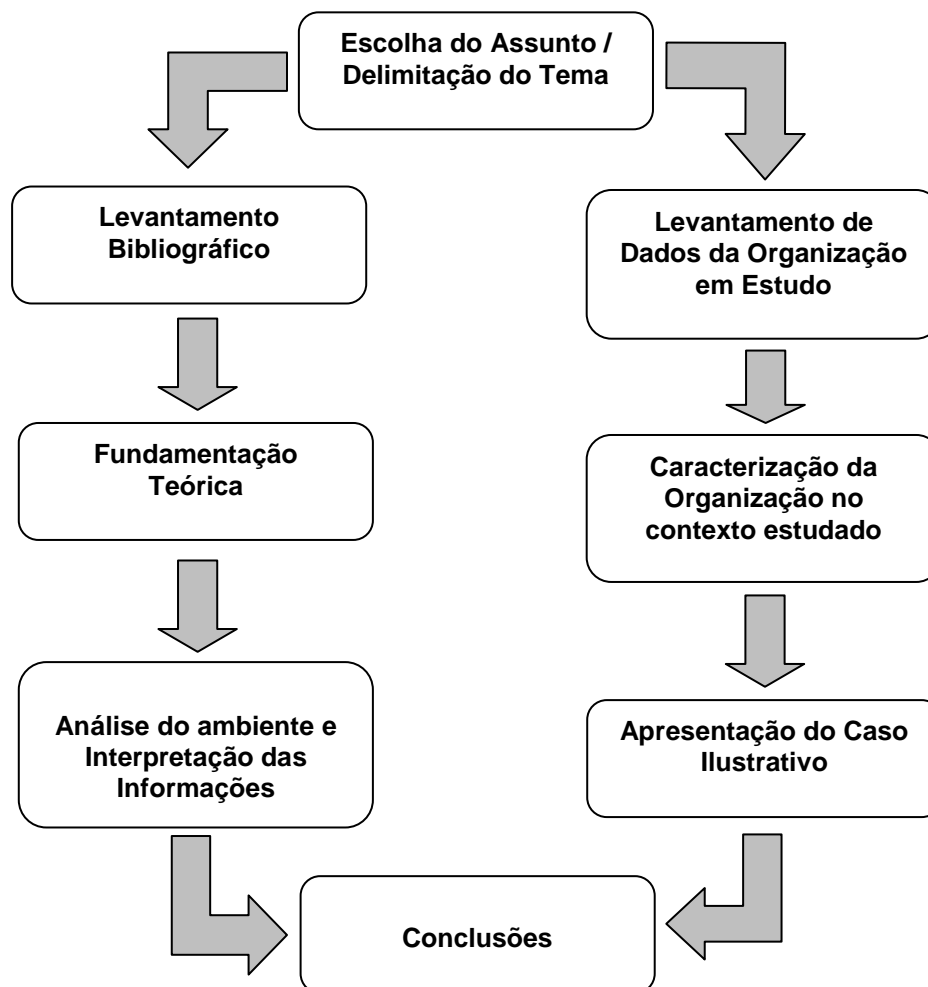 Escolha do Assunto /
Delimitação do Tema
Levantamento
Bibliográfico
Levantamento de
Dados da Organização
em Estudo
Fundamentação
Teórica
Caracterização da
Organização no
contexto estudado
Análise do ambiente e
Interpretação das
Informações
Apresentação do Caso
Ilustrativo
Conclusões